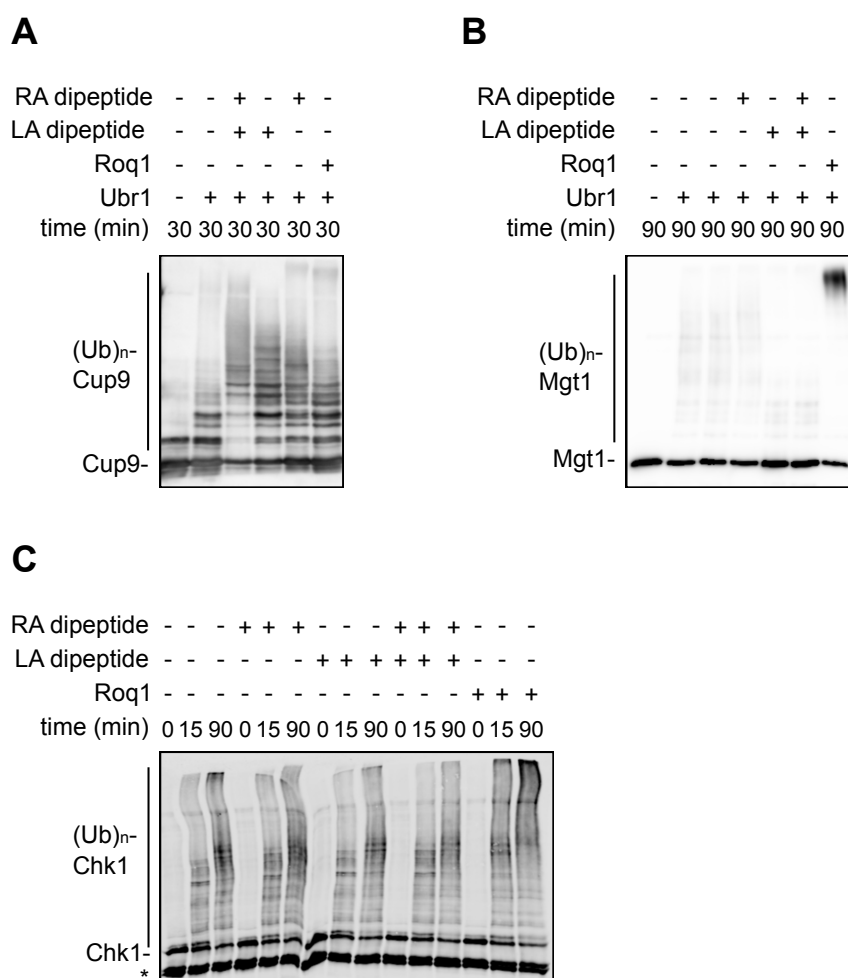 A
RA dipeptide - - + - + -
LA dipeptide - - + + - -
Roq1 - - - - - +
Ubr1 - + + + + +
time (min) 30 30 30 30 30 30
(Ub)n-
Cup9
Cup9-
B
RA dipeptide - - - + - + -
LA dipeptide - - - - + + -
Roq1 - - - - - - +
Ubr1 - + + + + + +
time (min) 90 90 90 90 90 90 90
(Ub)n-
Mgt1
Mgt1-
C
RA dipeptide - - - + + + - - - + + + - - -
LA dipeptide - - - - - - + + + + + + - - -
Roq1 - - - - - - - - - - - - + + +
time (min) 0 15 90 0 15 90 0 15 90 0 15 90 0 15 90
(Ub)n-
Chk1
Chk1-
*